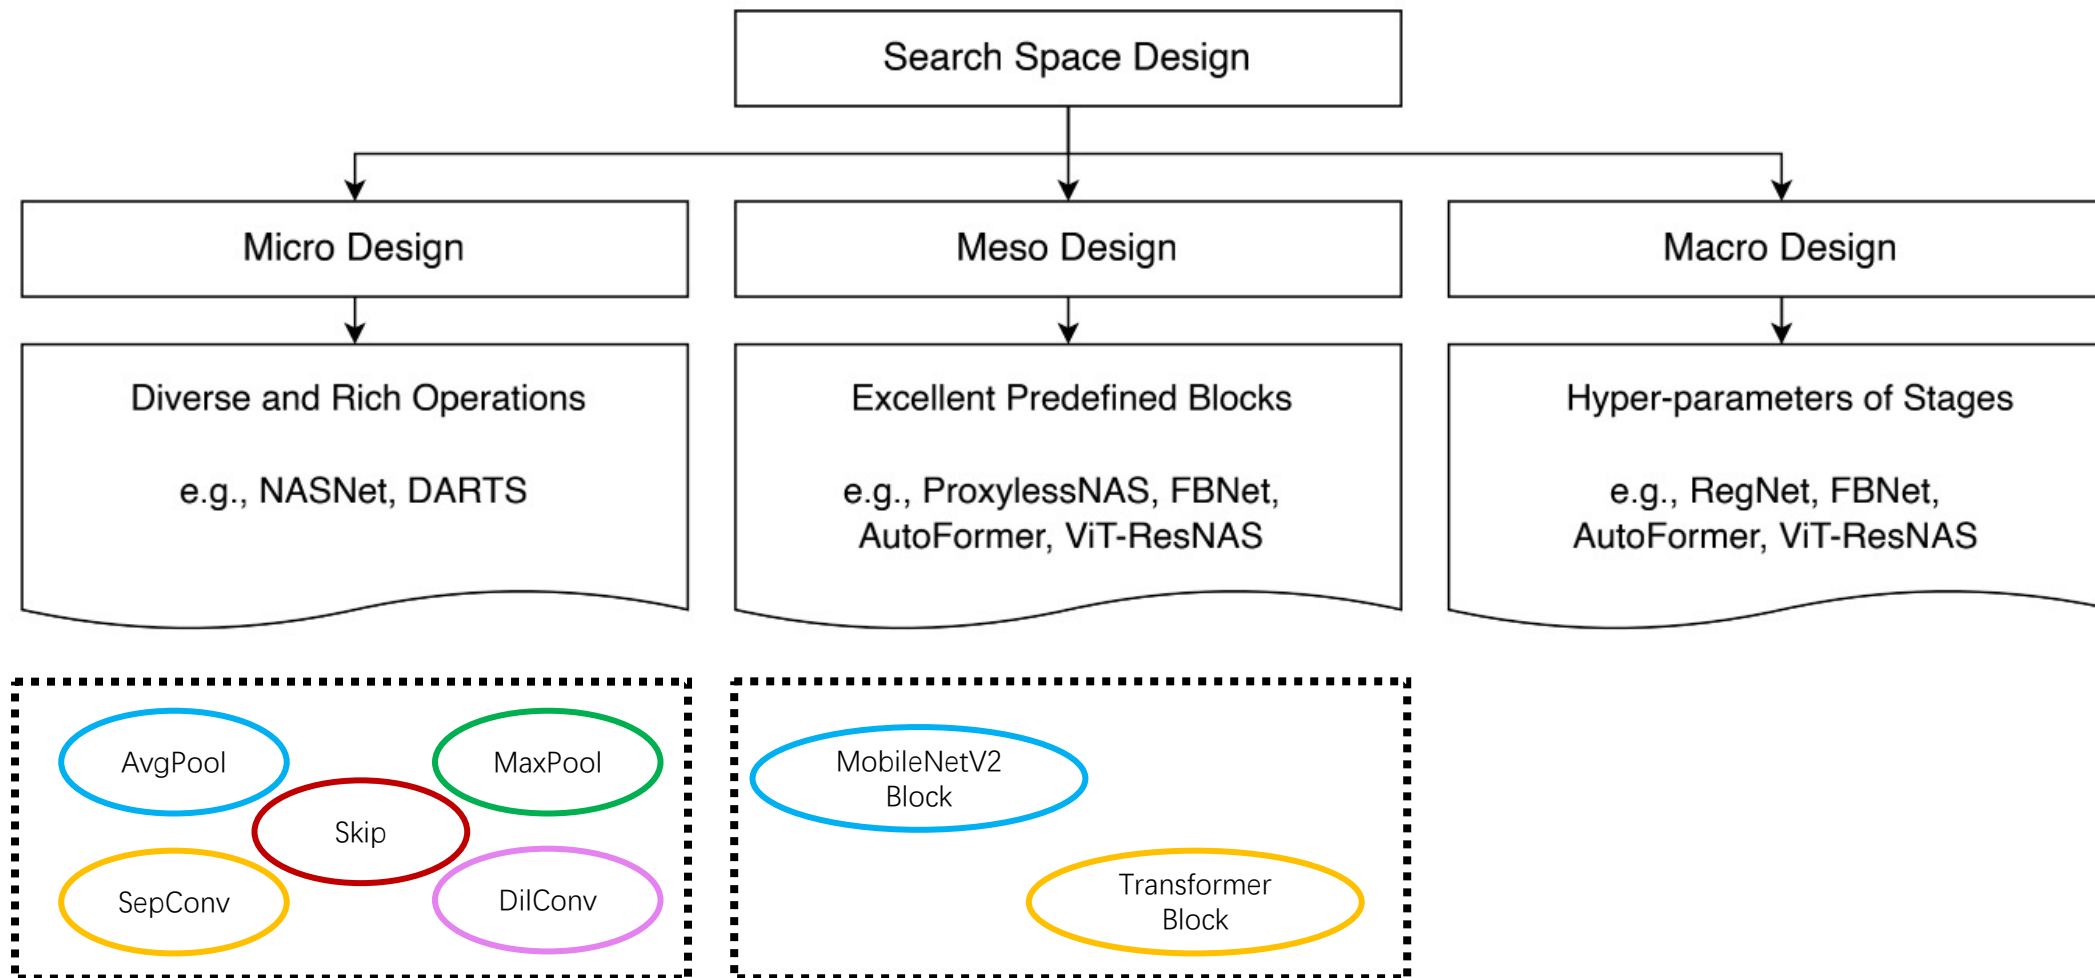 Search Space Design
Micro Design
Meso Design
Macro Design
Diverse and Rich Operations
e.g., NASNet, DARTS
Excellent Predefined Blocks
e.g., ProxylessNAS, FBNet,
AutoFormer, ViT-ResNAS
Hyper-parameters of Stages
e.g., RegNet, FBNet,
AutoFormer, ViT-ResNAS
AvgPool
MaxPool
Skip
SepConv
DilConv
MobileNetV2
Block
Transformer
Block